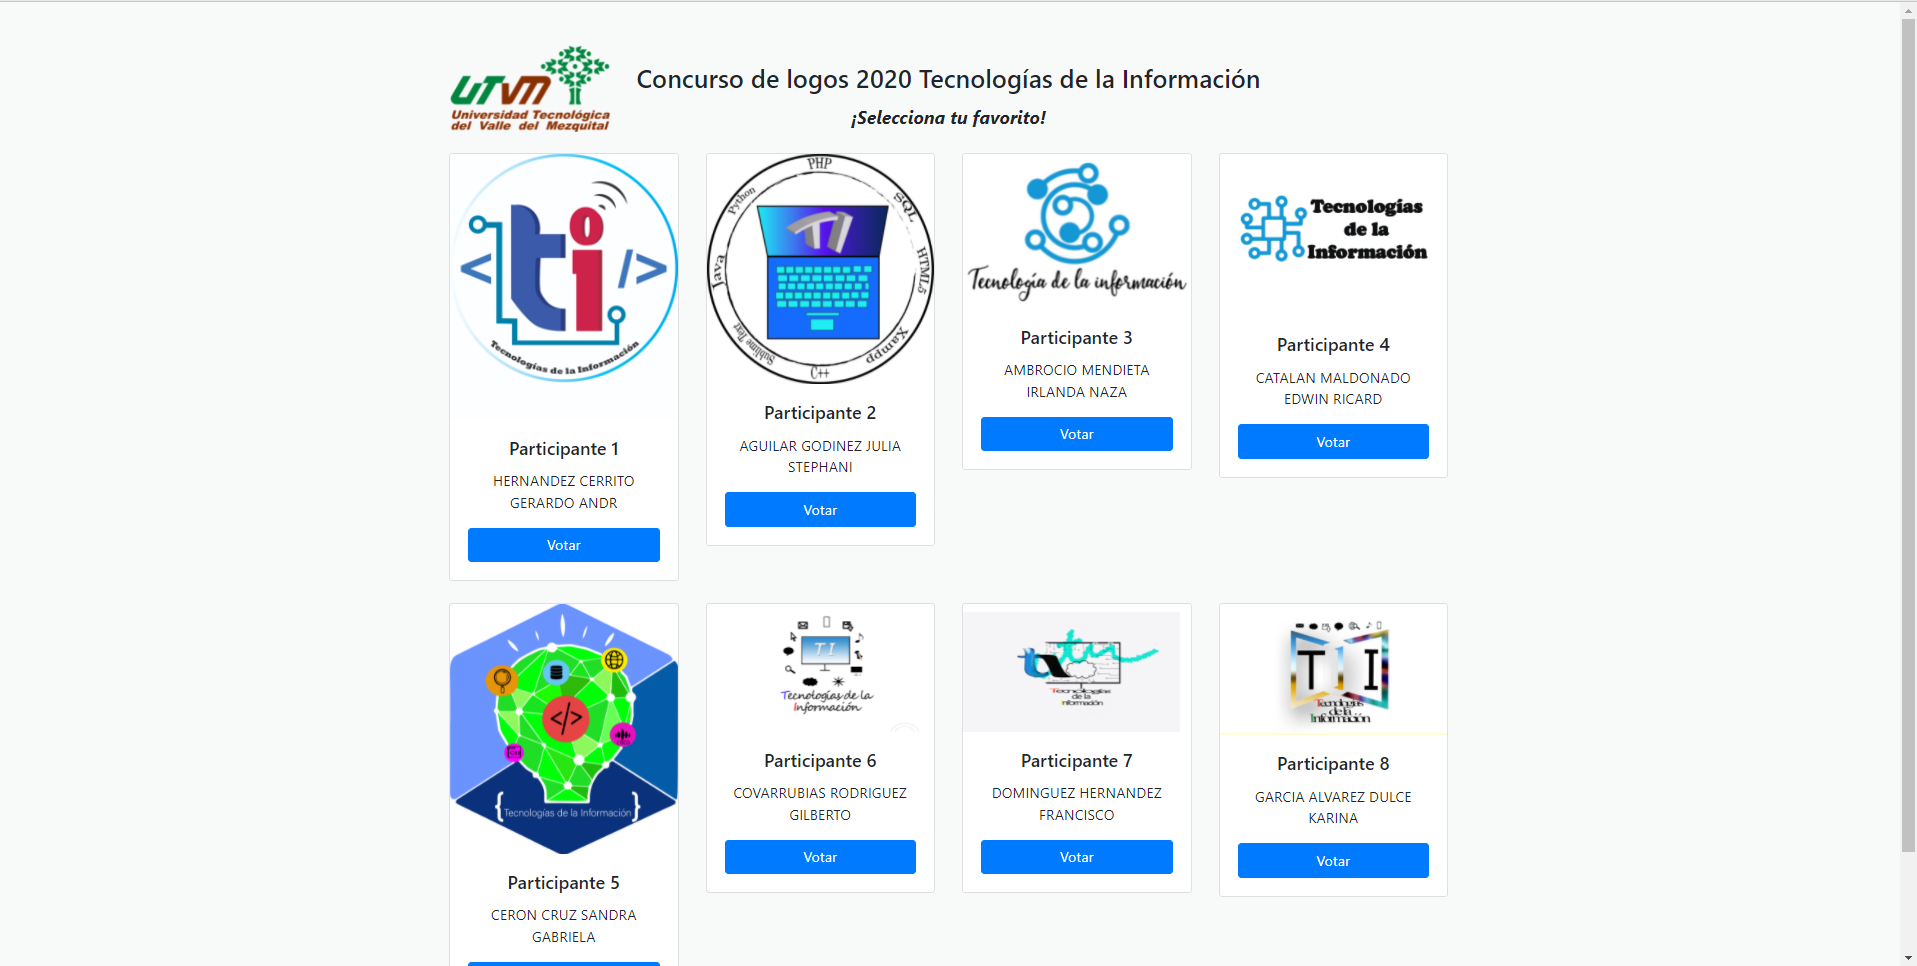 UTVM
Universidad Tecnológica
del Valle del Mezquital
Concurso de logos 2020 Tecnologías de la Información
¡Selecciona tu favorito!
ti
< />
Tecnologías de la Información
Participante 1
HERNANDEZ CERRITO
GERARDO ANDR
Votar
PHP
Python
SQL
TI
Java
HTML5
Sublime Text
Xampp
C++
Participante 2
AGUILAR GODINEZ JULIA
STEPHANI
Votar
Tecnología de la información
Participante 3
AMBROCIO MENDIETA
IRLANDA NAZA
Votar
Tecnologías
de la
Información
Participante 4
CATALAN MALDONADO
EDWIN RICARD
Votar
</>
{Tecnologías de la Información}
Participante 5
CERON CRUZ SANDRA
GABRIELA
TI
Tecnologías de la
Información
Participante 6
COVARRUBIAS RODRIGUEZ
GILBERTO
Votar
Tecnologías
de la
Información
Participante 7
DOMINGUEZ HERNANDEZ
FRANCISCO
Votar
T I
Tecnologías
de la
Información
Participante 8
GARCIA ALVAREZ DULCE
KARINA
Votar